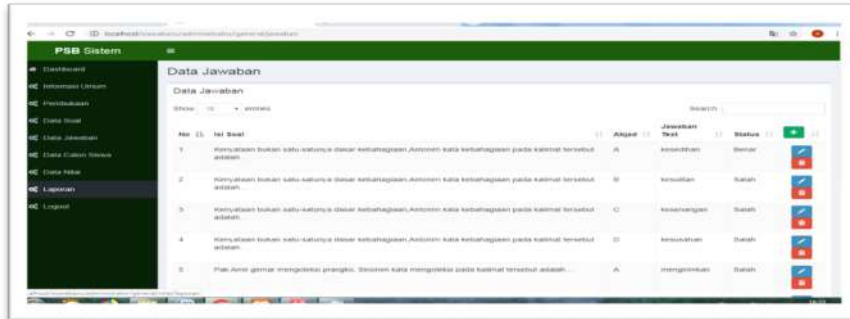 PSB Sistem
Dashboard
Informasi Umum
Pembukaan
Data Soal
Data Jawaban
Data Calon Siswa
Data Nilai
Laporan
Logout
Data Jawaban
Data Jawaban
Show 10 entries
Search
No Isi Soal Abjad Jawaban Text Status
1 Kenyataan bukan satu-satunya dasar kebahagiaan.Antonim kata kebahagiaan pada kalimat tersebut A kesedihan Benar
adalah
2 Kenyataan bukan satu-satunya dasar kebahagiaan.Antonim kata kebahagiaan pada kalimat tersebut B kesulitan Salah
adalah
3 Kenyataan bukan satu-satunya dasar kebahagiaan.Antonim kata kebahagiaan pada kalimat tersebut C kesenangan Salah
adalah
4 Kenyataan bukan satu-satunya dasar kebahagiaan.Antonim kata kebahagiaan pada kalimat tersebut D kesusahan Salah
adalah
5 Pak Amir gemar mengoleksi prangko. Sinonim kata mengoleksi pada kalimat tersebut adalah... A mengirimkan Salah